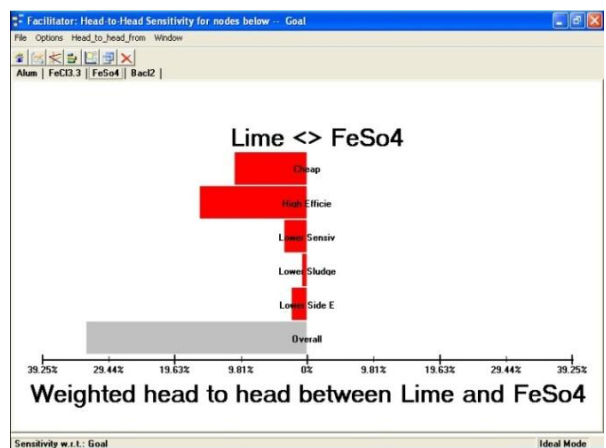 Facilitator: Head-to-Head Sensitivity for nodes below -- Goal
File Options Head_to_head_from Window
Alum | FeCl3.3 | FeSo4 | Bacl2 |
Lime <> FeSo4
Cheap
High Efficie
Lower Sensiv
Lower Sludge
Lower Side E
Overall
39.25% 29.44% 19.63% 9.81% 0% 9.81% 19.63% 29.44% 39.25%
Weighted head to head between Lime and FeSo4
Sensitivity w.r.t.: Goal Ideal Mode